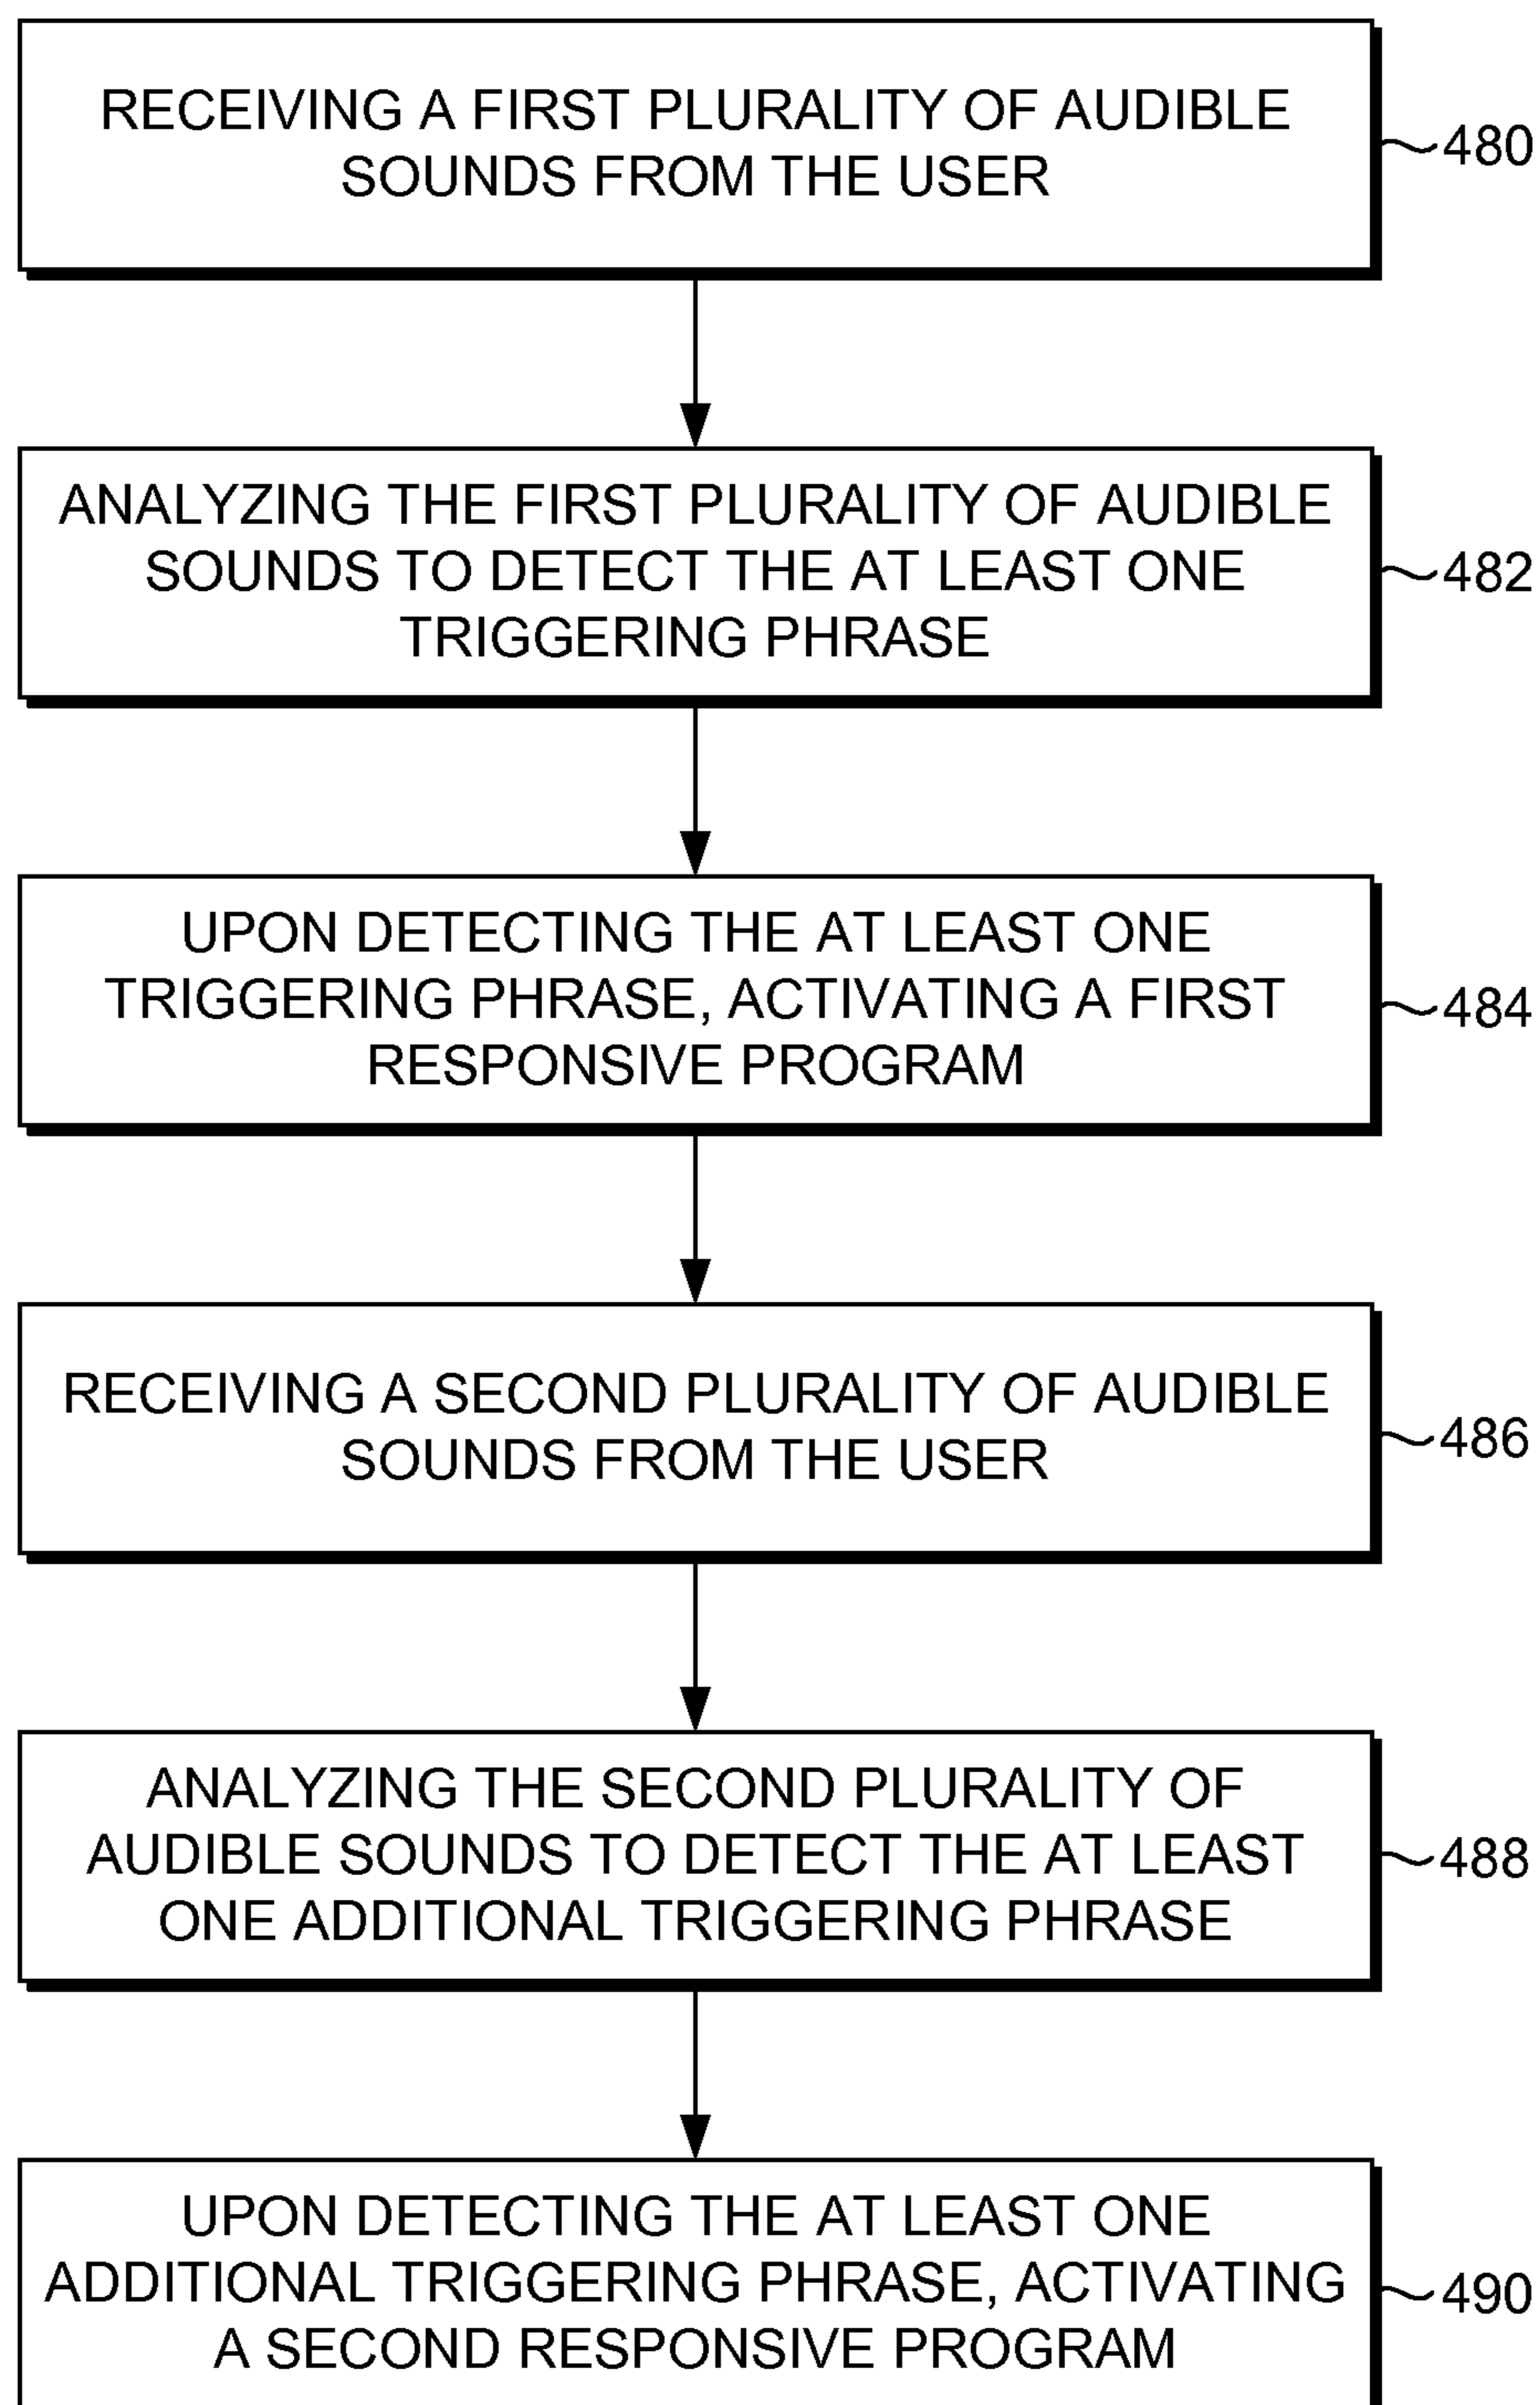 RECEIVING A FIRST PLURALITY OF AUDIBLE
SOUNDS FROM THE USER
480
ANALYZING THE FIRST PLURALITY OF AUDIBLE
SOUNDS TO DETECT THE AT LEAST ONE
TRIGGERING PHRASE
482
UPON DETECTING THE AT LEAST ONE
TRIGGERING PHRASE, ACTIVATING A FIRST
RESPONSIVE PROGRAM
484
RECEIVING A SECOND PLURALITY OF AUDIBLE
SOUNDS FROM THE USER
486
ANALYZING THE SECOND PLURALITY OF
AUDIBLE SOUNDS TO DETECT THE AT LEAST
ONE ADDITIONAL TRIGGERING PHRASE
488
UPON DETECTING THE AT LEAST ONE
ADDITIONAL TRIGGERING PHRASE, ACTIVATING
A SECOND RESPONSIVE PROGRAM
490